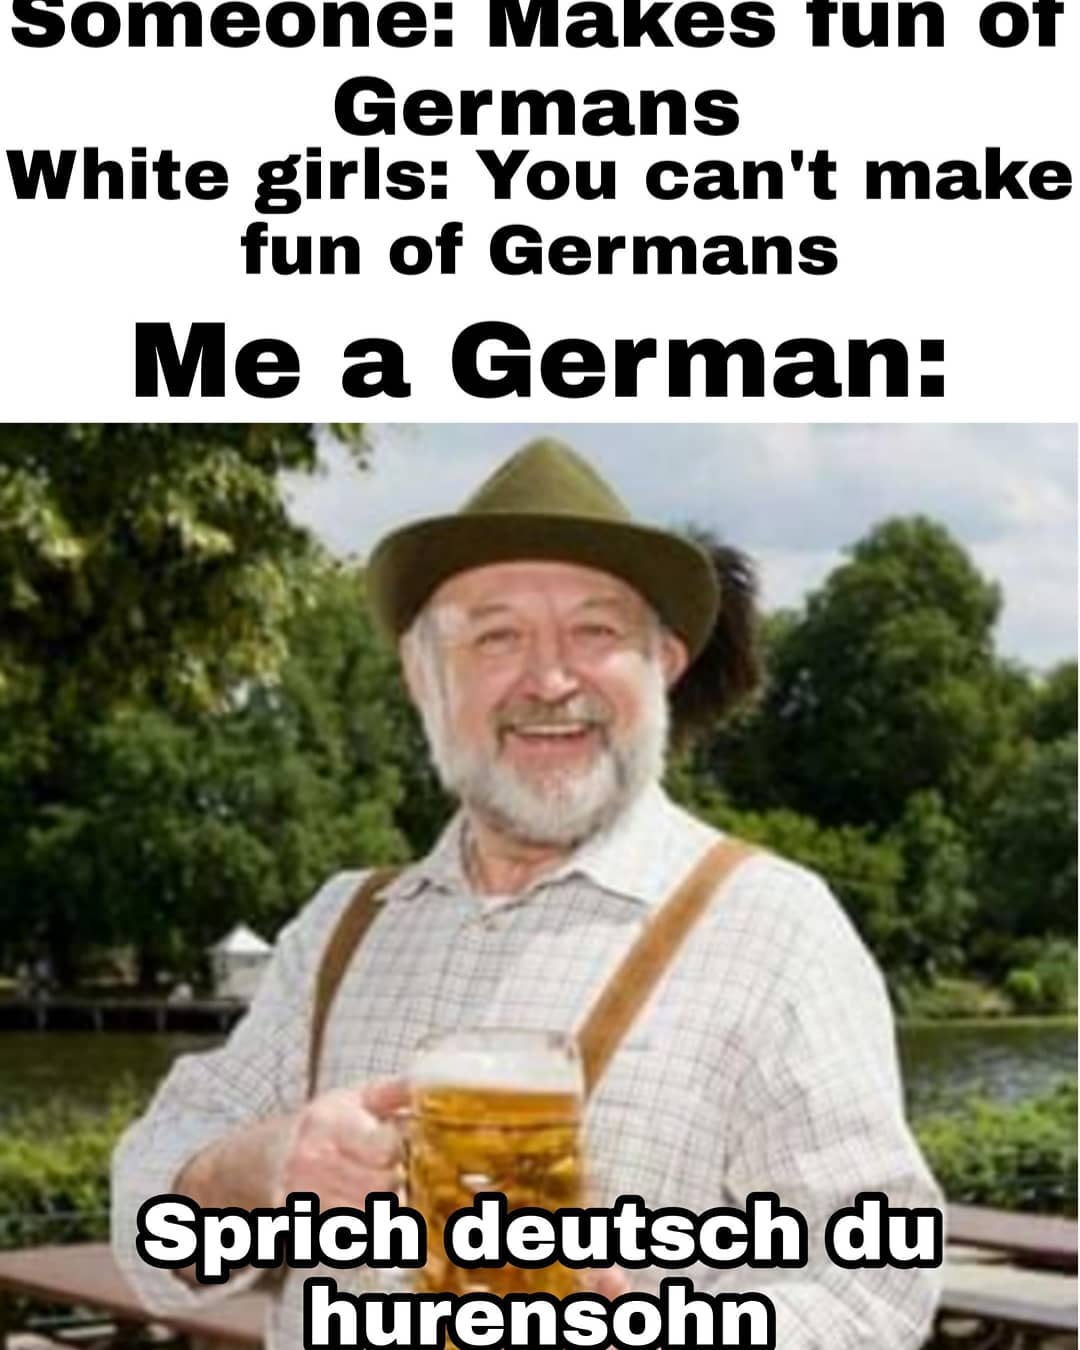 Someone: Makes fun of
Germans
White girls: You can't make
fun of Germans
Me a German:
Sprich deutsch du
hurensohn